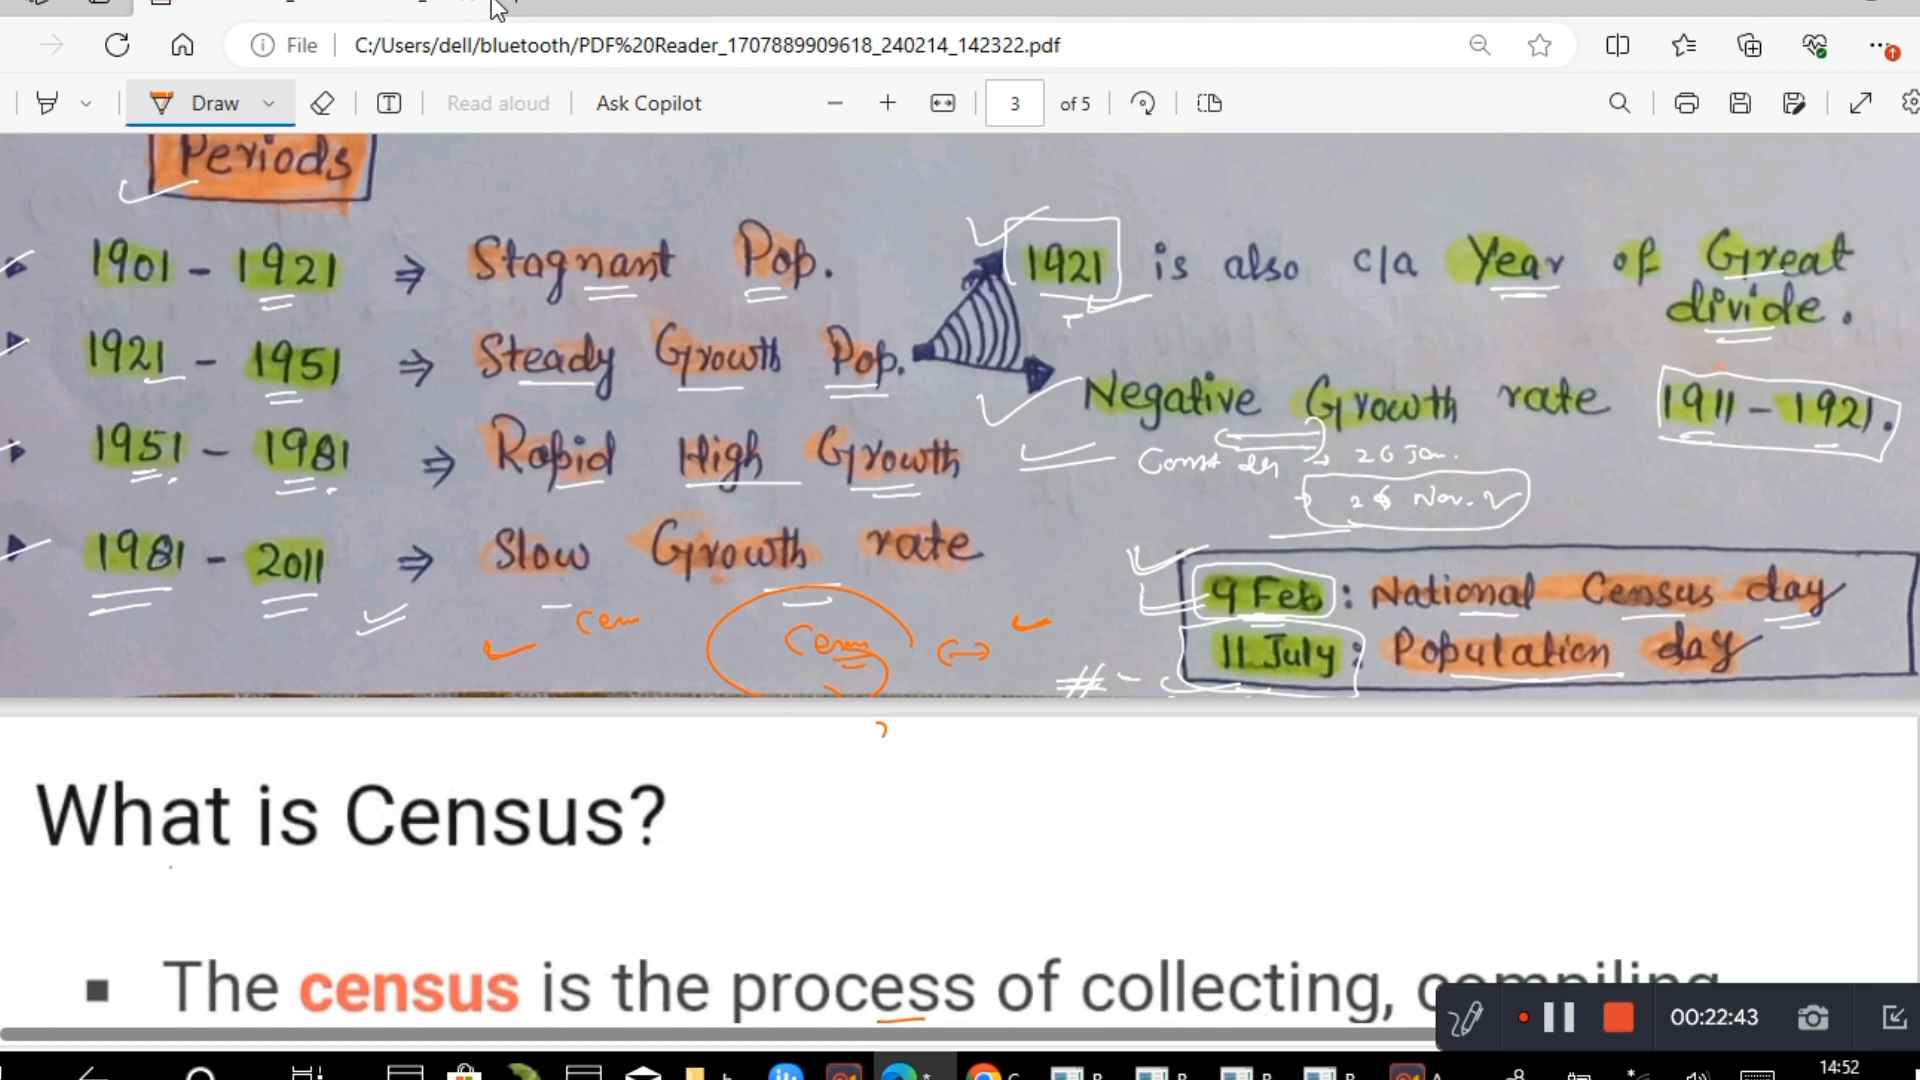 File C:/Users/dell/bluetooth/PDF%20Reader_1707889909618_240214_142322.pdf
Draw Read aloud Ask Copilot 3 of 5
Periods
1901 - 1921 ⇒ Stagnant Pop.
1921 is also c/a Year of Great
divide.
1921 - 1951 ⇒ Steady Growth Pop.
Negative Growth rate 1911 - 1921.
1951 - 1981 ⇒ Rapid High Growth
26 Jan.
26 Nov.
1981 - 2011 ⇒ Slow Growth rate
9 Feb : National Census day
11 July : Population day
What is Census?
▪ The census is the process of collecting, compiling
00:22:43
14:52